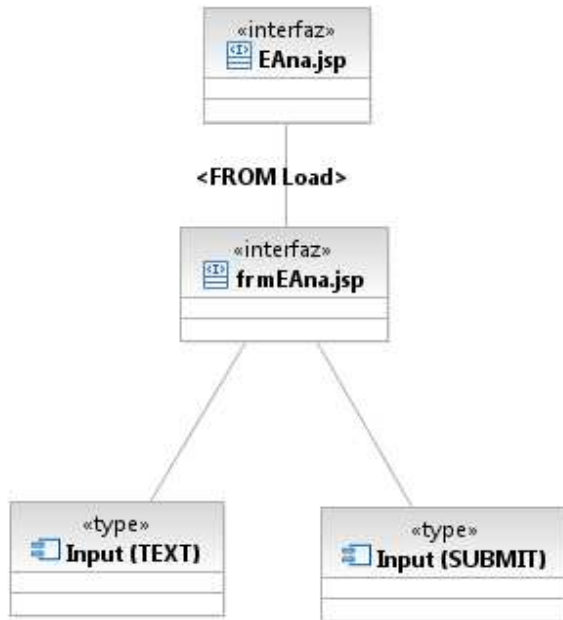 «interfaz»
EAna.jsp
<FROM Load>
«interfaz»
frmEAna.jsp
«type»
Input (TEXT)
«type»
Input (SUBMIT)